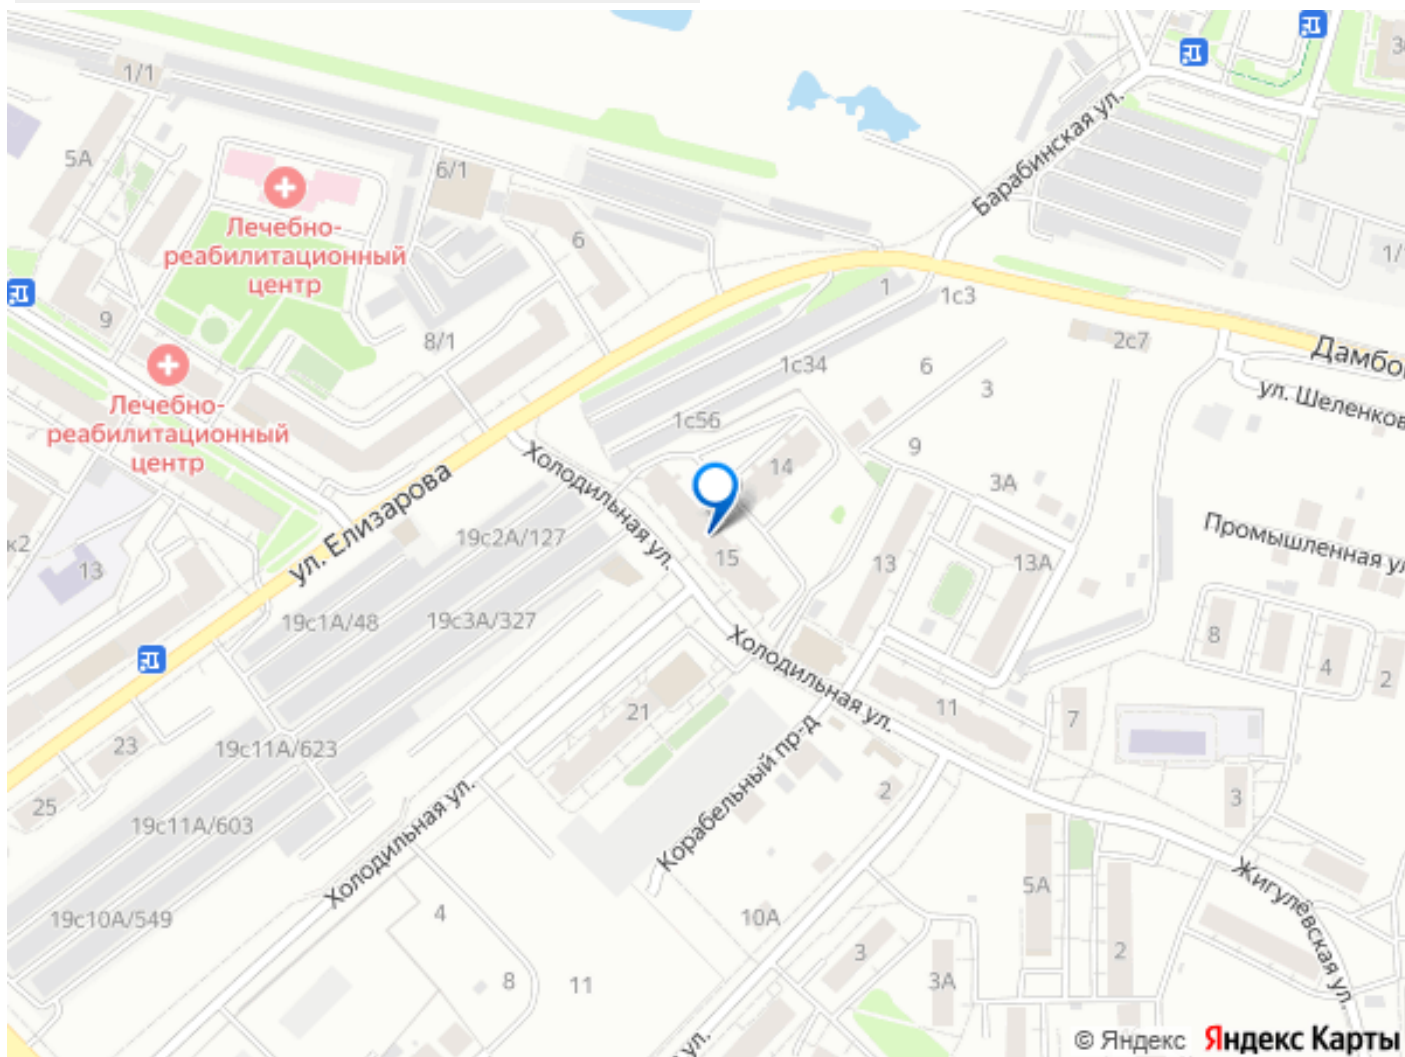 1/1
5А
6/1
Лечебно-
реабилитационный
центр
6
Барабинская ул.
1/
1
1с3
9
8/1
2с7
Дамбо
1с34
6
3
ул. Шеленков
Лечебно-
реабилитационный
центр
1с56
Холодильная ул.
14
9
3А
ул. Елизарова
19с2А/127
15
13
13А
Промышленная ул
к2
13
19с1А/48
19с3А/327
Холодильная ул.
8
4
2
21
11
7
23
19с11А/623
Корабельный пр-д
25
19с11А/603
Холодильная ул.
2
3
Жигулёвская ул.
5А
19с10А/549
4
10А
8
11
3
3А
2
ул.
© Яндекс Яндекс Карты